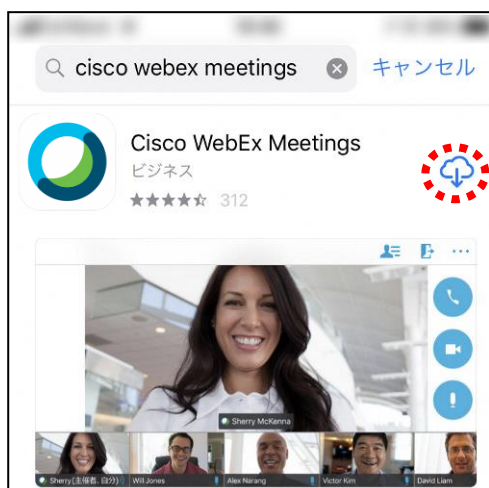 cisco webex meetings
キャンセル
Cisco WebEx Meetings
ビジネス
312
Sherry McKenna
Sherry(主催者, 自分)
Will Jones
Alex Narang
Victor Kim
David Liam